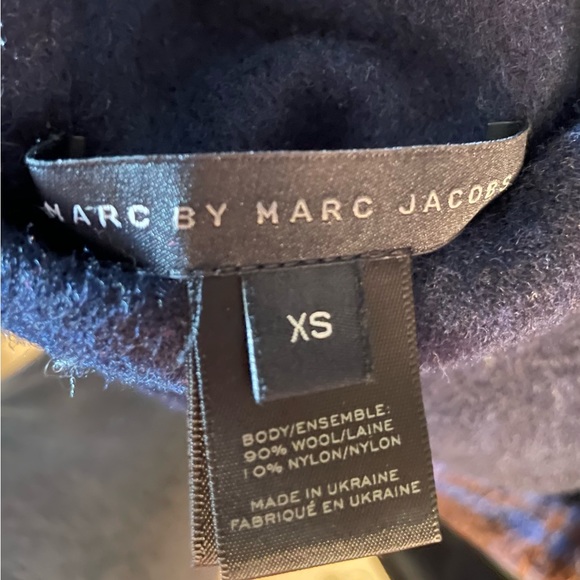 MARC BY MARC JACOBS
XS
BODY/ENSEMBLE:
90% WOOL/LAINE
10% NYLON/NYLON
MADE IN UKRAINE
FABRIQUÉ EN UKRAINE